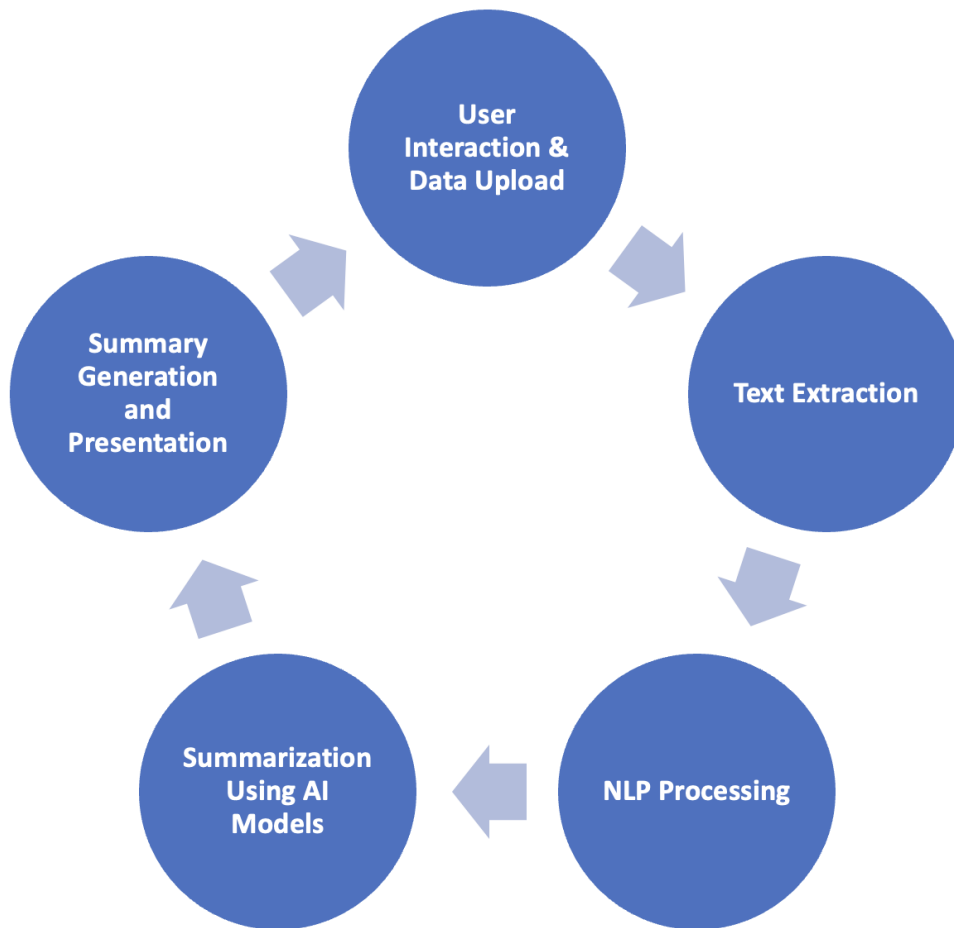 User
Interaction &
Data Upload
Text Extraction
NLP Processing
Summarization
Using AI
Models
Summary
Generation
and
Presentation